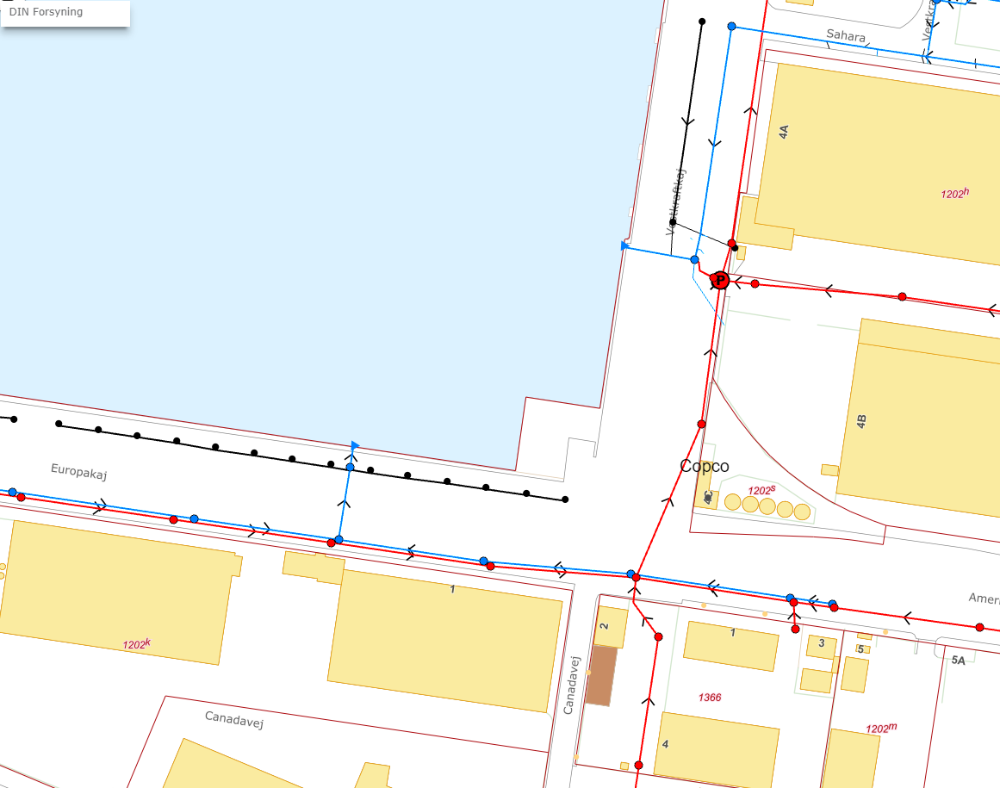 DIN Forsyning
Sahara
4A
1202h
Vestkraftkaj
P
4B
Europakaj
Copco
1202s
4C
1
2
1
3
5
5A
1202k
Canadavej
1366
Canadavej
1202m
4